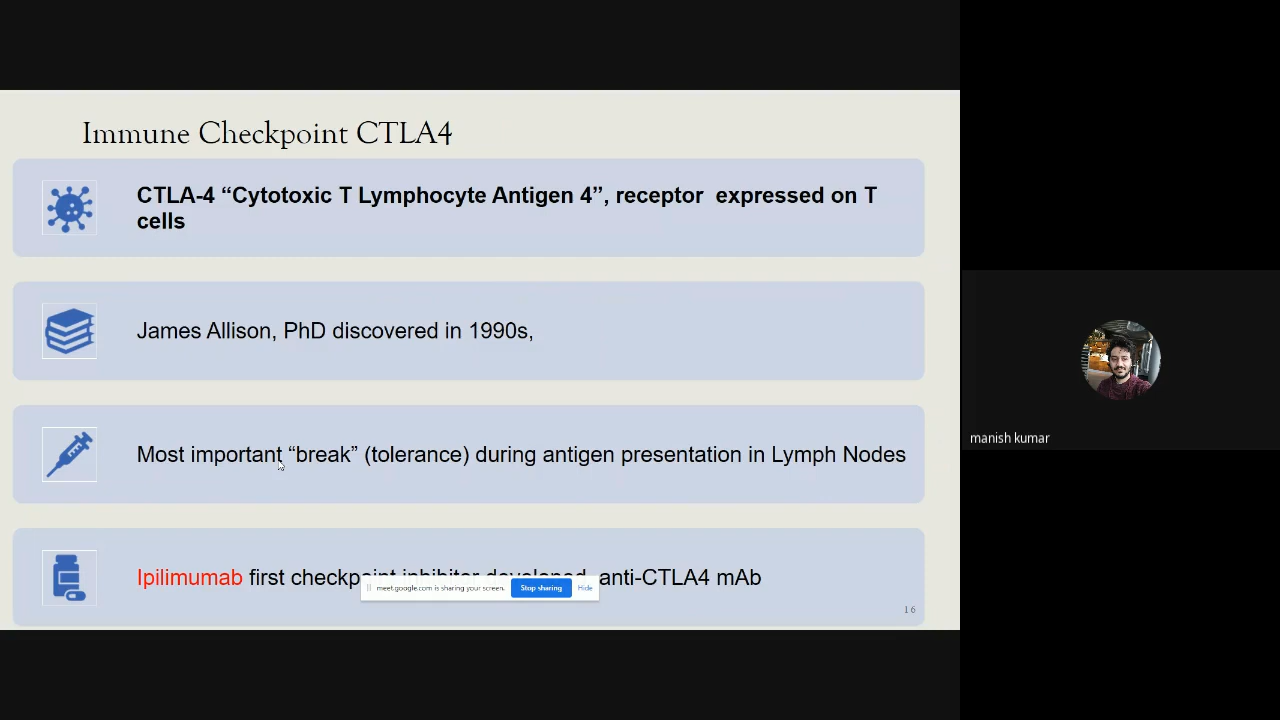 Immune Checkpoint CTLA4
CTLA-4 “Cytotoxic T Lymphocyte Antigen 4”, receptor expressed on T
cells
James Allison, PhD discovered in 1990s,
Most important “break” (tolerance) during antigen presentation in Lymph Nodes
Ipilimumab first checkpoint inhibitor developed, anti-CTLA4 mAb
meet.google.com is sharing your screen. Stop sharing Hide
16
manish kumar